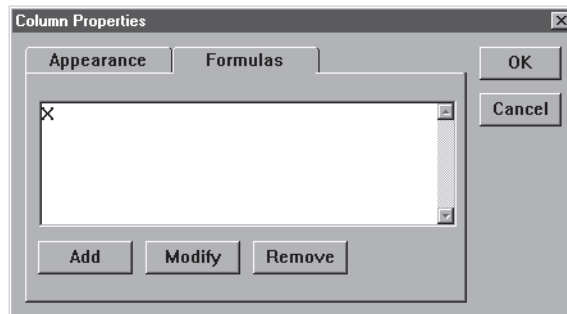 Column Properties
Appearance
Formulas
OK
Cancel
X
Add
Modify
Remove